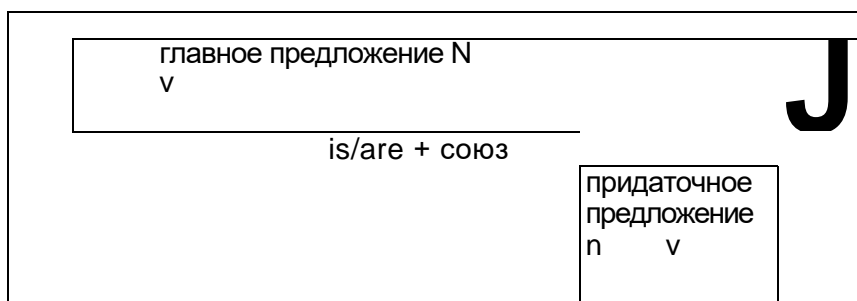 главное предложение N
v
J
is/are + союз
придаточное
предложение
n v